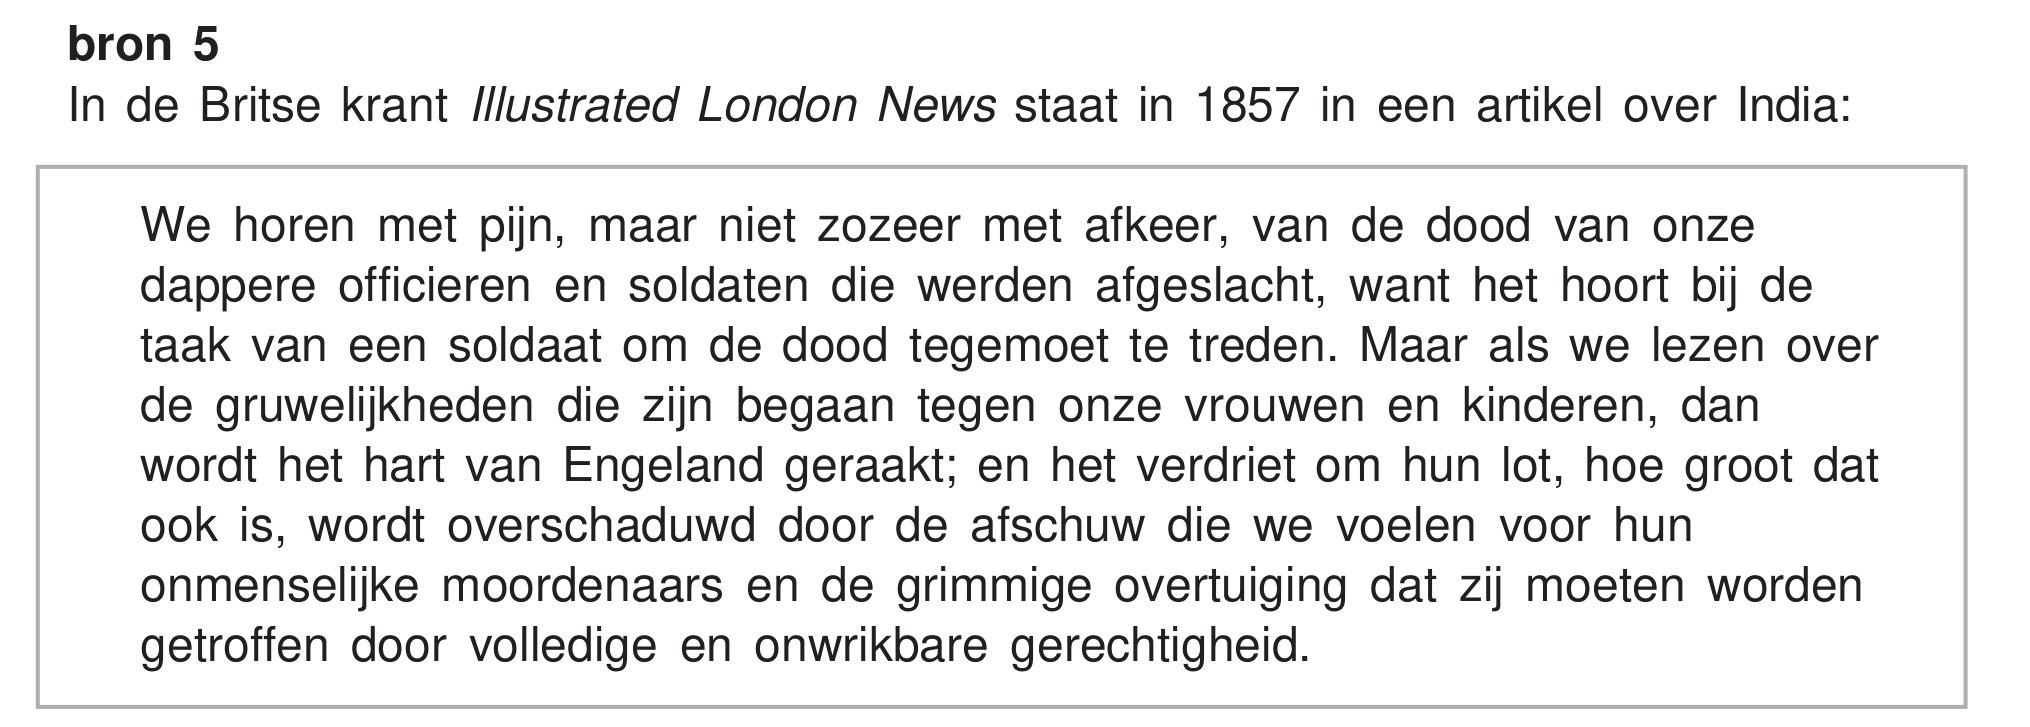 bron 5
In de Britse krant Illustrated London News staat in 1857 in een artikel over India:
We horen met pijn, maar niet zozeer met afkeer, van de dood van onze
dappere officieren en soldaten die werden afgeslacht, want het hoort bij de
taak van een soldaat om de dood tegemoet te treden. Maar als we lezen over
de gruwelijkheden die zijn begaan tegen onze vrouwen en kinderen, dan
wordt het hart van Engeland geraakt; en het verdriet om hun lot, hoe groot dat
ook is, wordt overschaduwd door de afschuw die we voelen voor hun
onmenselijke moordenaars en de grimmige overtuiging dat zij moeten worden
getroffen door volledige en onwrikbare gerechtigheid.